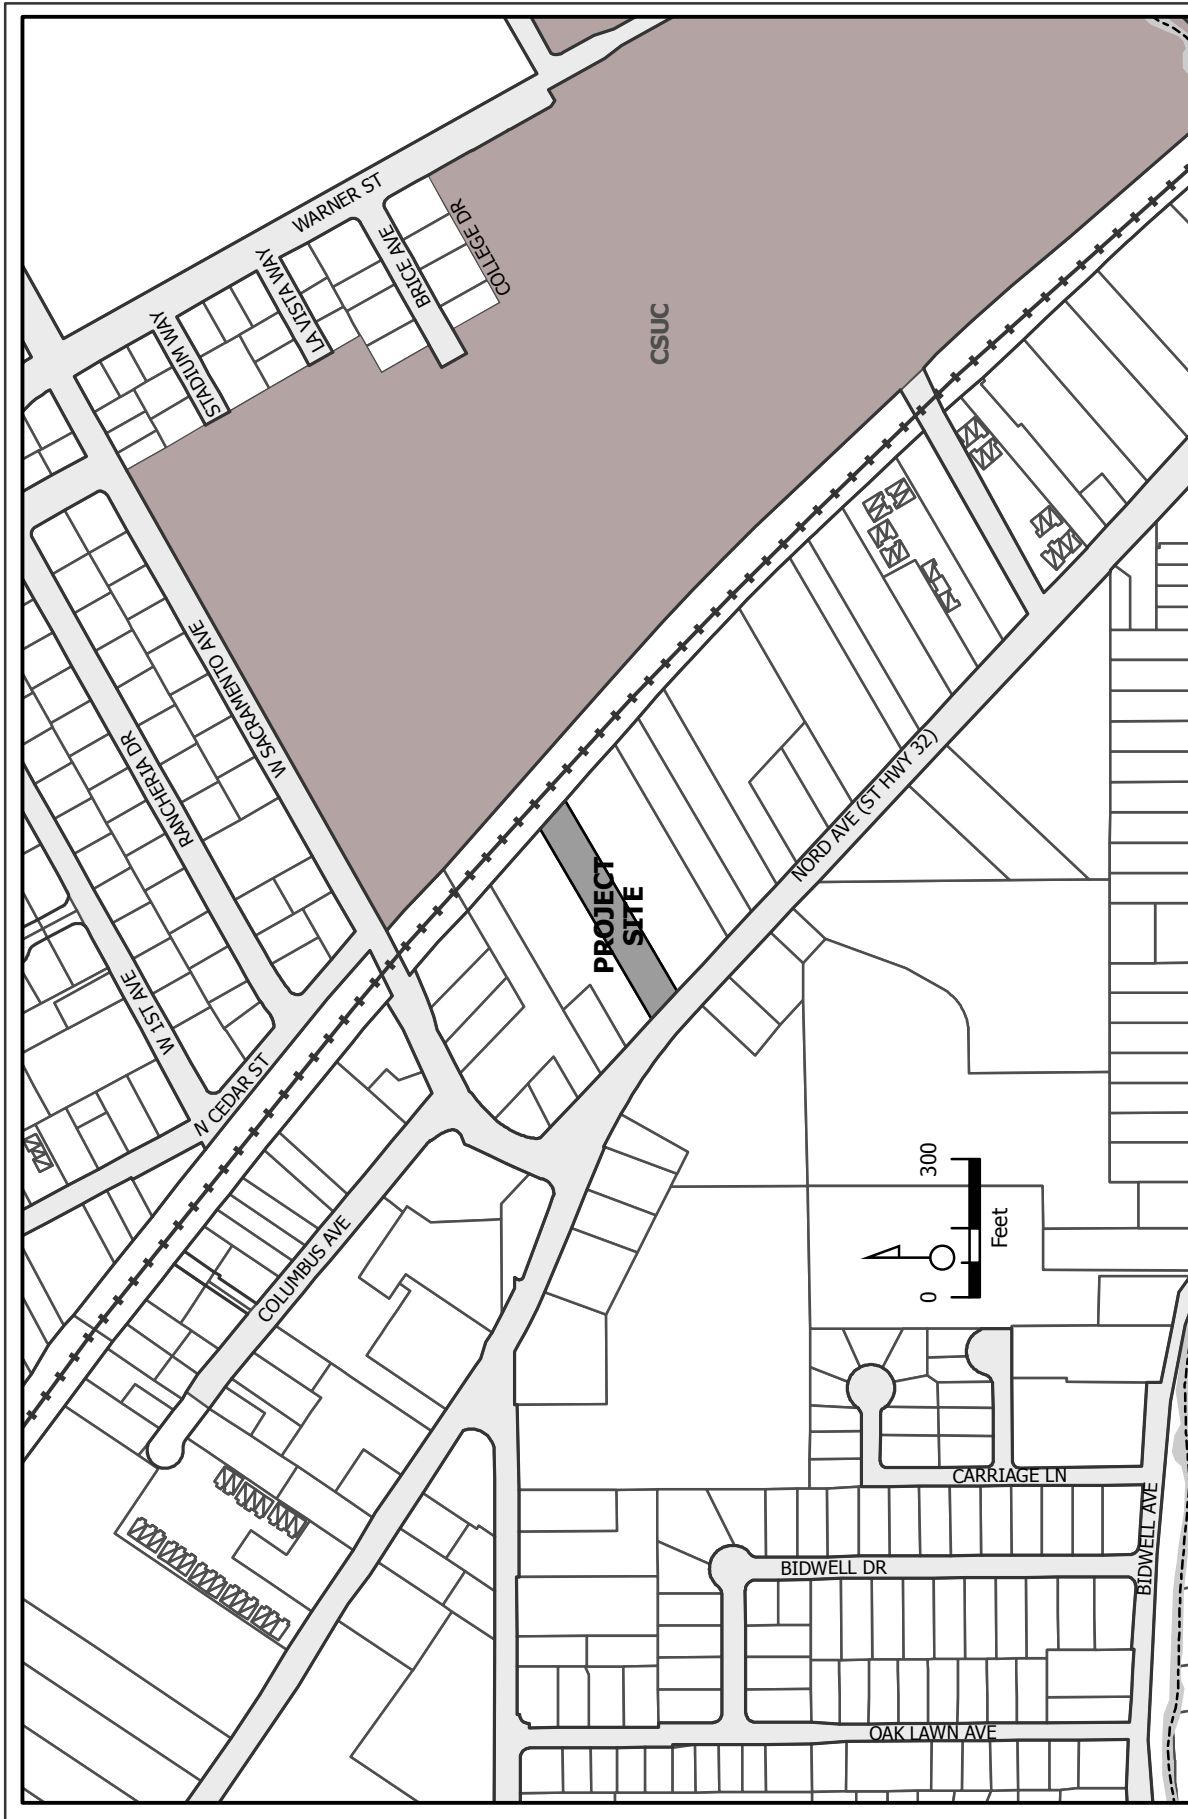 WARNER ST
COLLEGE DR
BRICE AVE
LA VISTA WAY
STADIUM WAY
CSUC
W SACRAMENTO AVE
RANCHERIA DR
NORD AVE (ST HWY 32)
PROJECT
SITE
W 1ST AVE
N CEDAR ST
COLUMBUS AVE
0
300
Feet
CARRIAGE LN
BIDWELL AVE
BIDWELL DR
OAK LAWN AVE